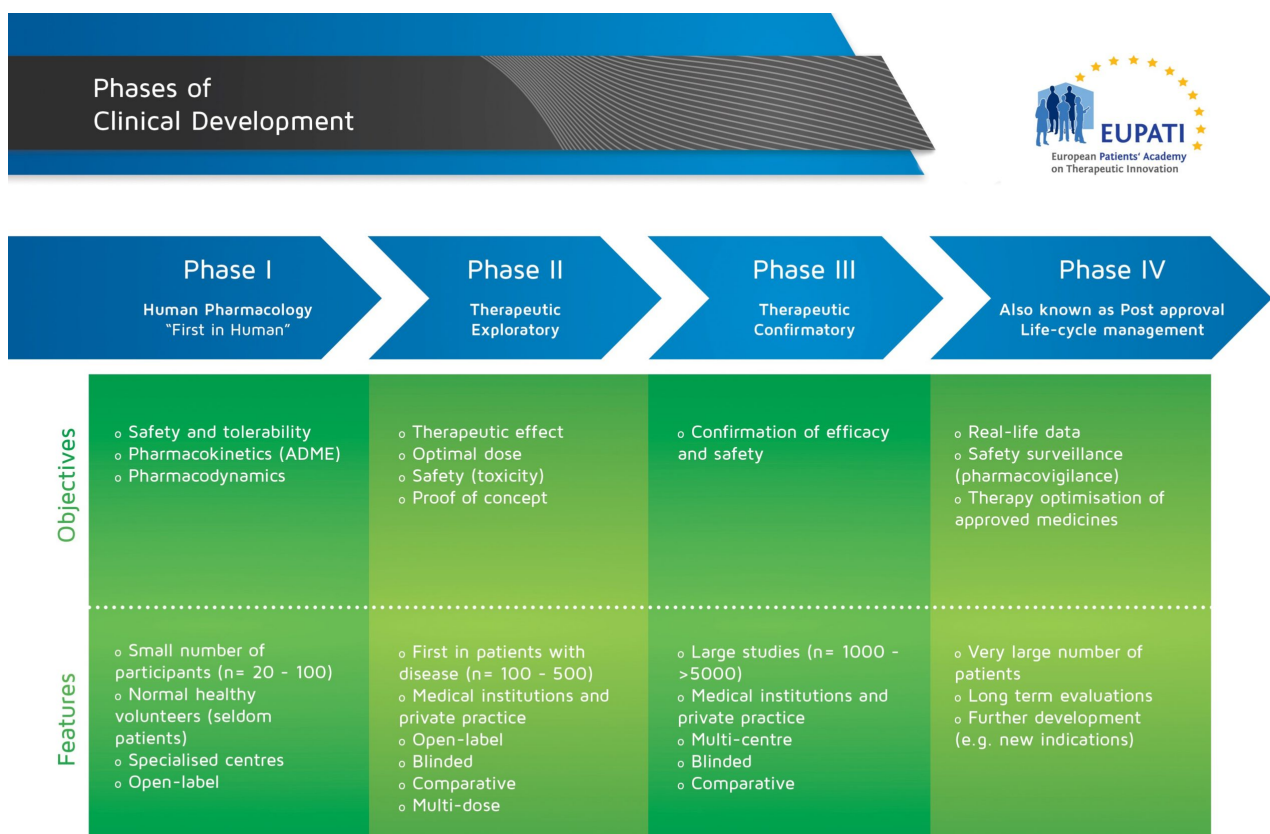 Phases of
Clinical Development
EUPATI
European Patients' Academy
on Therapeutic Innovation
Phase I
Human Pharmacology
"First in Human"
Phase II
Therapeutic
Exploratory
Phase III
Therapeutic
Confirmatory
Phase IV
Also known as Post approval
Life-cycle management
Objectives
o Safety and tolerability
o Pharmacokinetics (ADME)
o Pharmacodynamics
o Therapeutic effect
o Optimal dose
o Safety (toxicity)
o Proof of concept
o Confirmation of efficacy
and safety
o Real-life data
o Safety surveillance
(pharmacovigilance)
o Therapy optimisation of
approved medicines
Features
o Small number of
participants (n= 20 - 100)
o Normal healthy
volunteers (seldom
patients)
o Specialised centres
o Open-label
o First in patients with
disease (n= 100 - 500)
o Medical institutions and
private practice
o Open-label
o Blinded
o Comparative
o Multi-dose
o Large studies (n= 1000 -
>5000)
o Medical institutions and
private practice
o Multi-centre
o Blinded
o Comparative
o Very large number of
patients
o Long term evaluations
o Further development
(e.g. new indications)